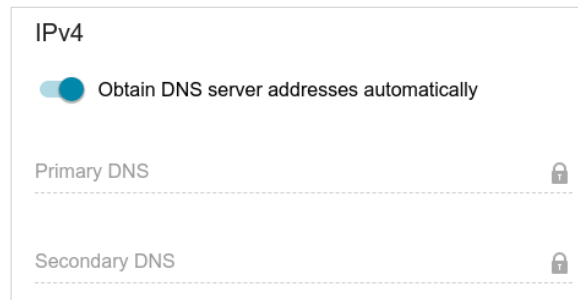 IPv4
Obtain DNS server addresses automatically
Primary DNS
Secondary DNS